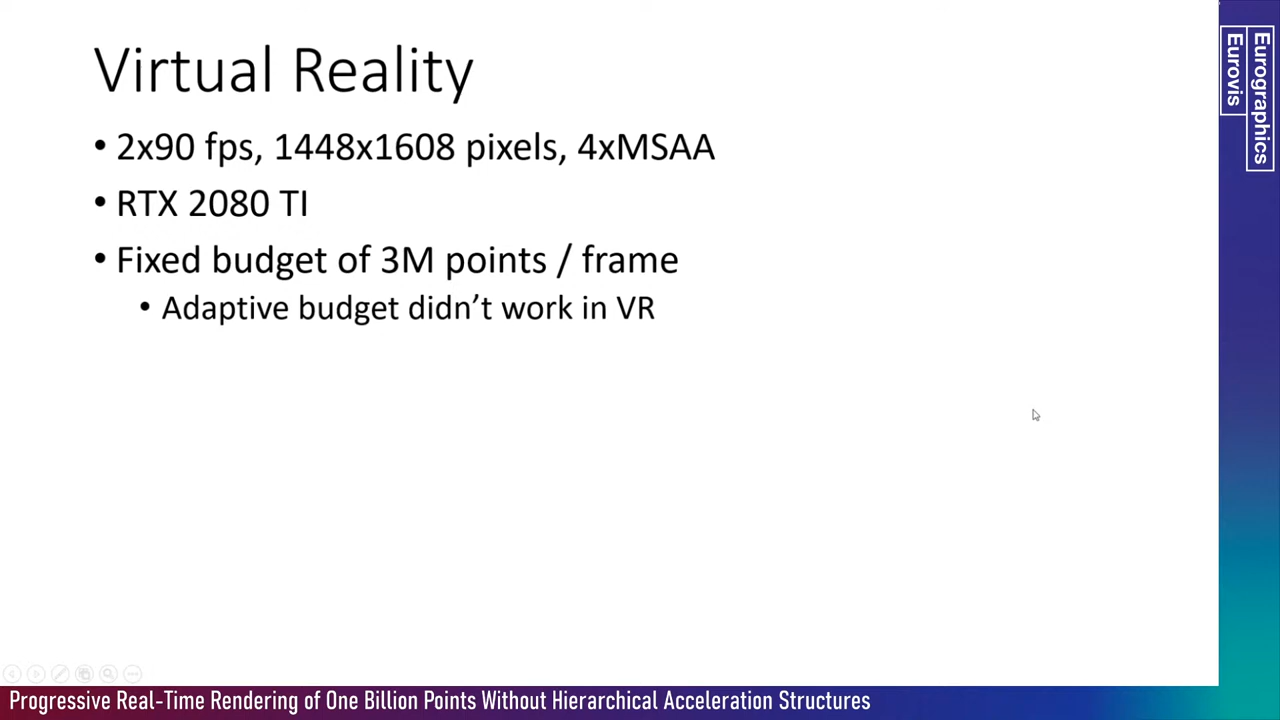 Virtual Reality
• 2x90 fps, 1448x1608 pixels, 4xMSAA
• RTX 2080 TI
• Fixed budget of 3M points / frame
• Adaptive budget didn’t work in VR
Eurographics
Eurovis
Progressive Real-Time Rendering of One Billion Points Without Hierarchical Acceleration Structures